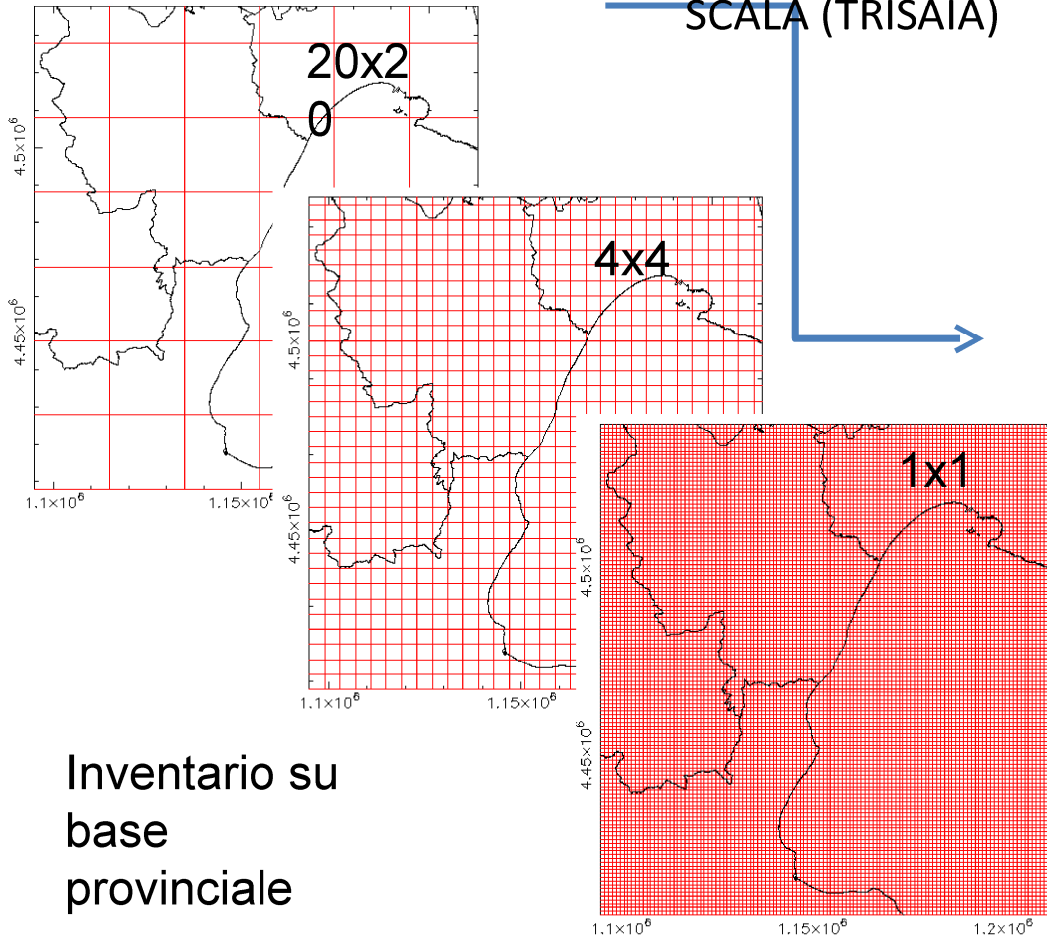 SCALA (TRISAIA)
20x2
0
4.5×10⁶
4.45×10⁶
1.1×10⁶
1.15×10⁶
4x4
4.5×10⁶
4.45×10⁶
1.1×10⁶
1.15×10⁶
1x1
4.5×10⁶
4.45×10⁶
1.1×10⁶
1.15×10⁶
1.2×10⁶
Inventario su
base
provinciale